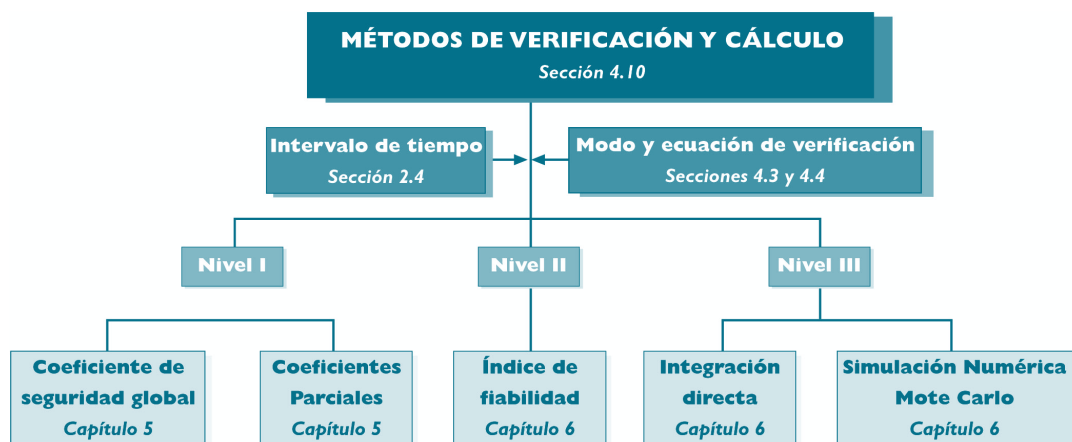 MÉTODOS DE VERIFICACIÓN Y CÁLCULO
Sección 4.10
Intervalo de tiempo
Sección 2.4
Modo y ecuación de verificación
Secciones 4.3 y 4.4
Nivel I
Nivel II
Nivel III
Coeficiente de
seguridad global
Capítulo 5
Coeficientes
Parciales
Capítulo 5
Índice de
fiabilidad
Capítulo 6
Integración
directa
Capítulo 6
Simulación Numérica
Mote Carlo
Capítulo 6